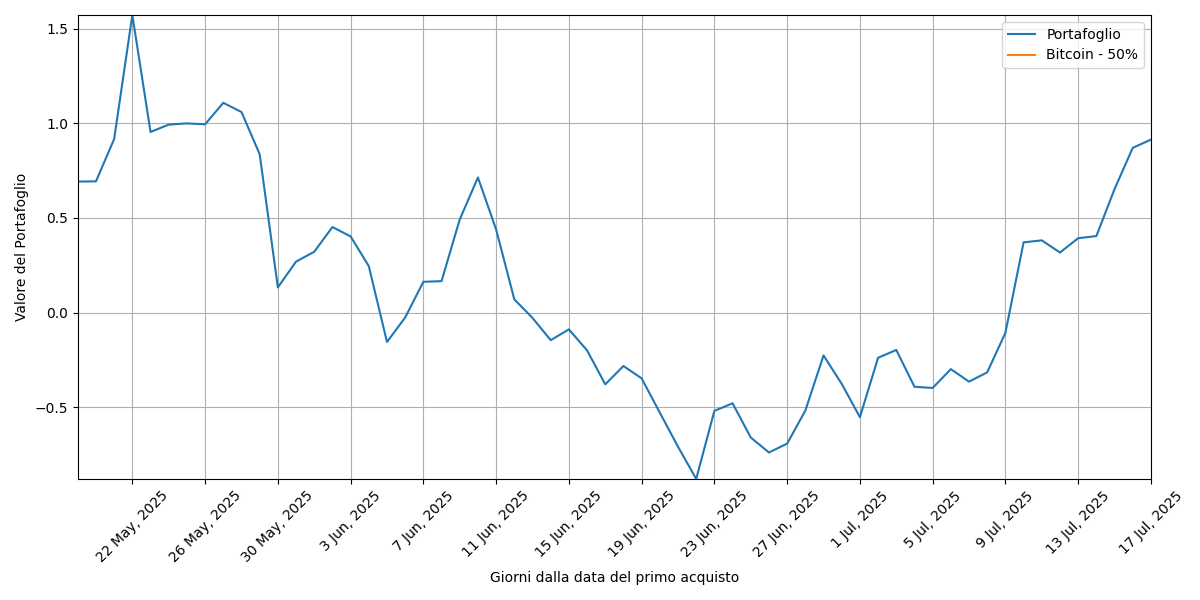 Portafoglio
Bitcoin - 50%
Valore del Portafoglio
1.5
1.0
0.5
0.0
−0.5
22 May, 2025
26 May, 2025
30 May, 2025
3 Jun, 2025
7 Jun, 2025
11 Jun, 2025
15 Jun, 2025
19 Jun, 2025
23 Jun, 2025
27 Jun, 2025
1 Jul, 2025
5 Jul, 2025
9 Jul, 2025
13 Jul, 2025
17 Jul, 2025
Giorni dalla data del primo acquisto